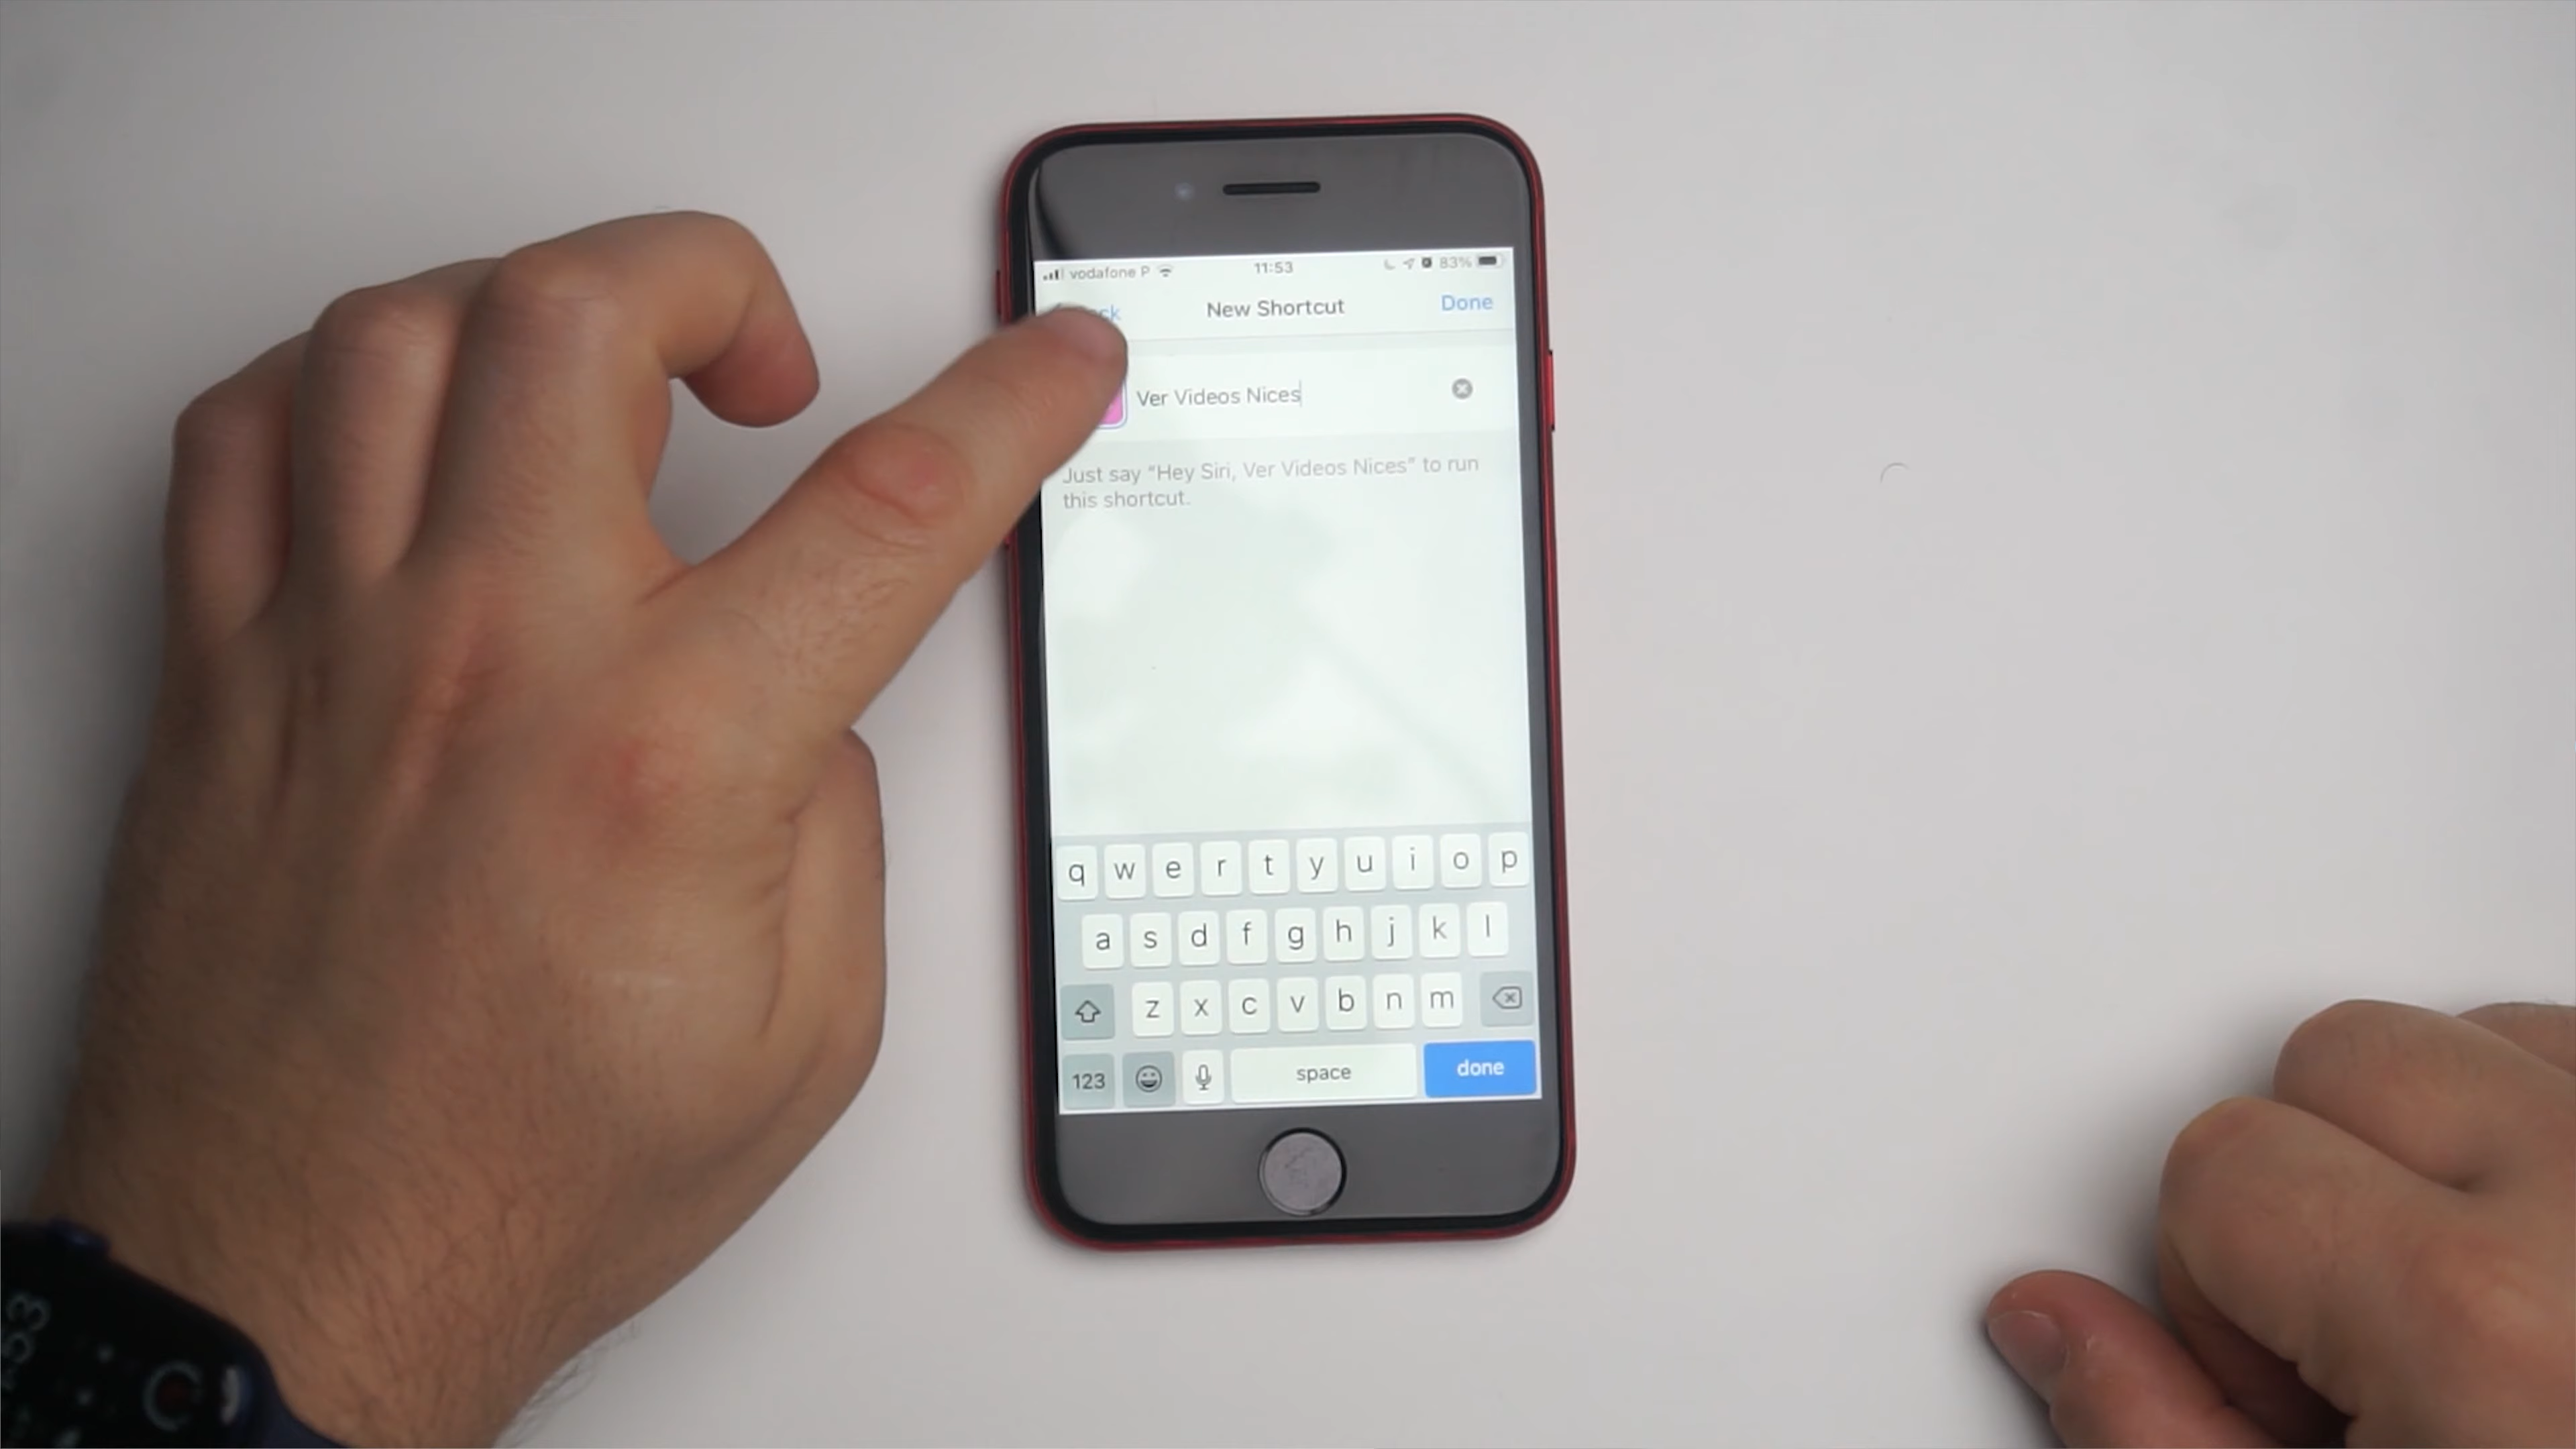 vodafone P 11:53 83%
New Shortcut Done
Ver Videos Nices
Just say “Hey Siri, Ver Videos Nices” to run
this shortcut.
q w e r t y u i o p
a s d f g h j k l
z x c v b n m
123 space done